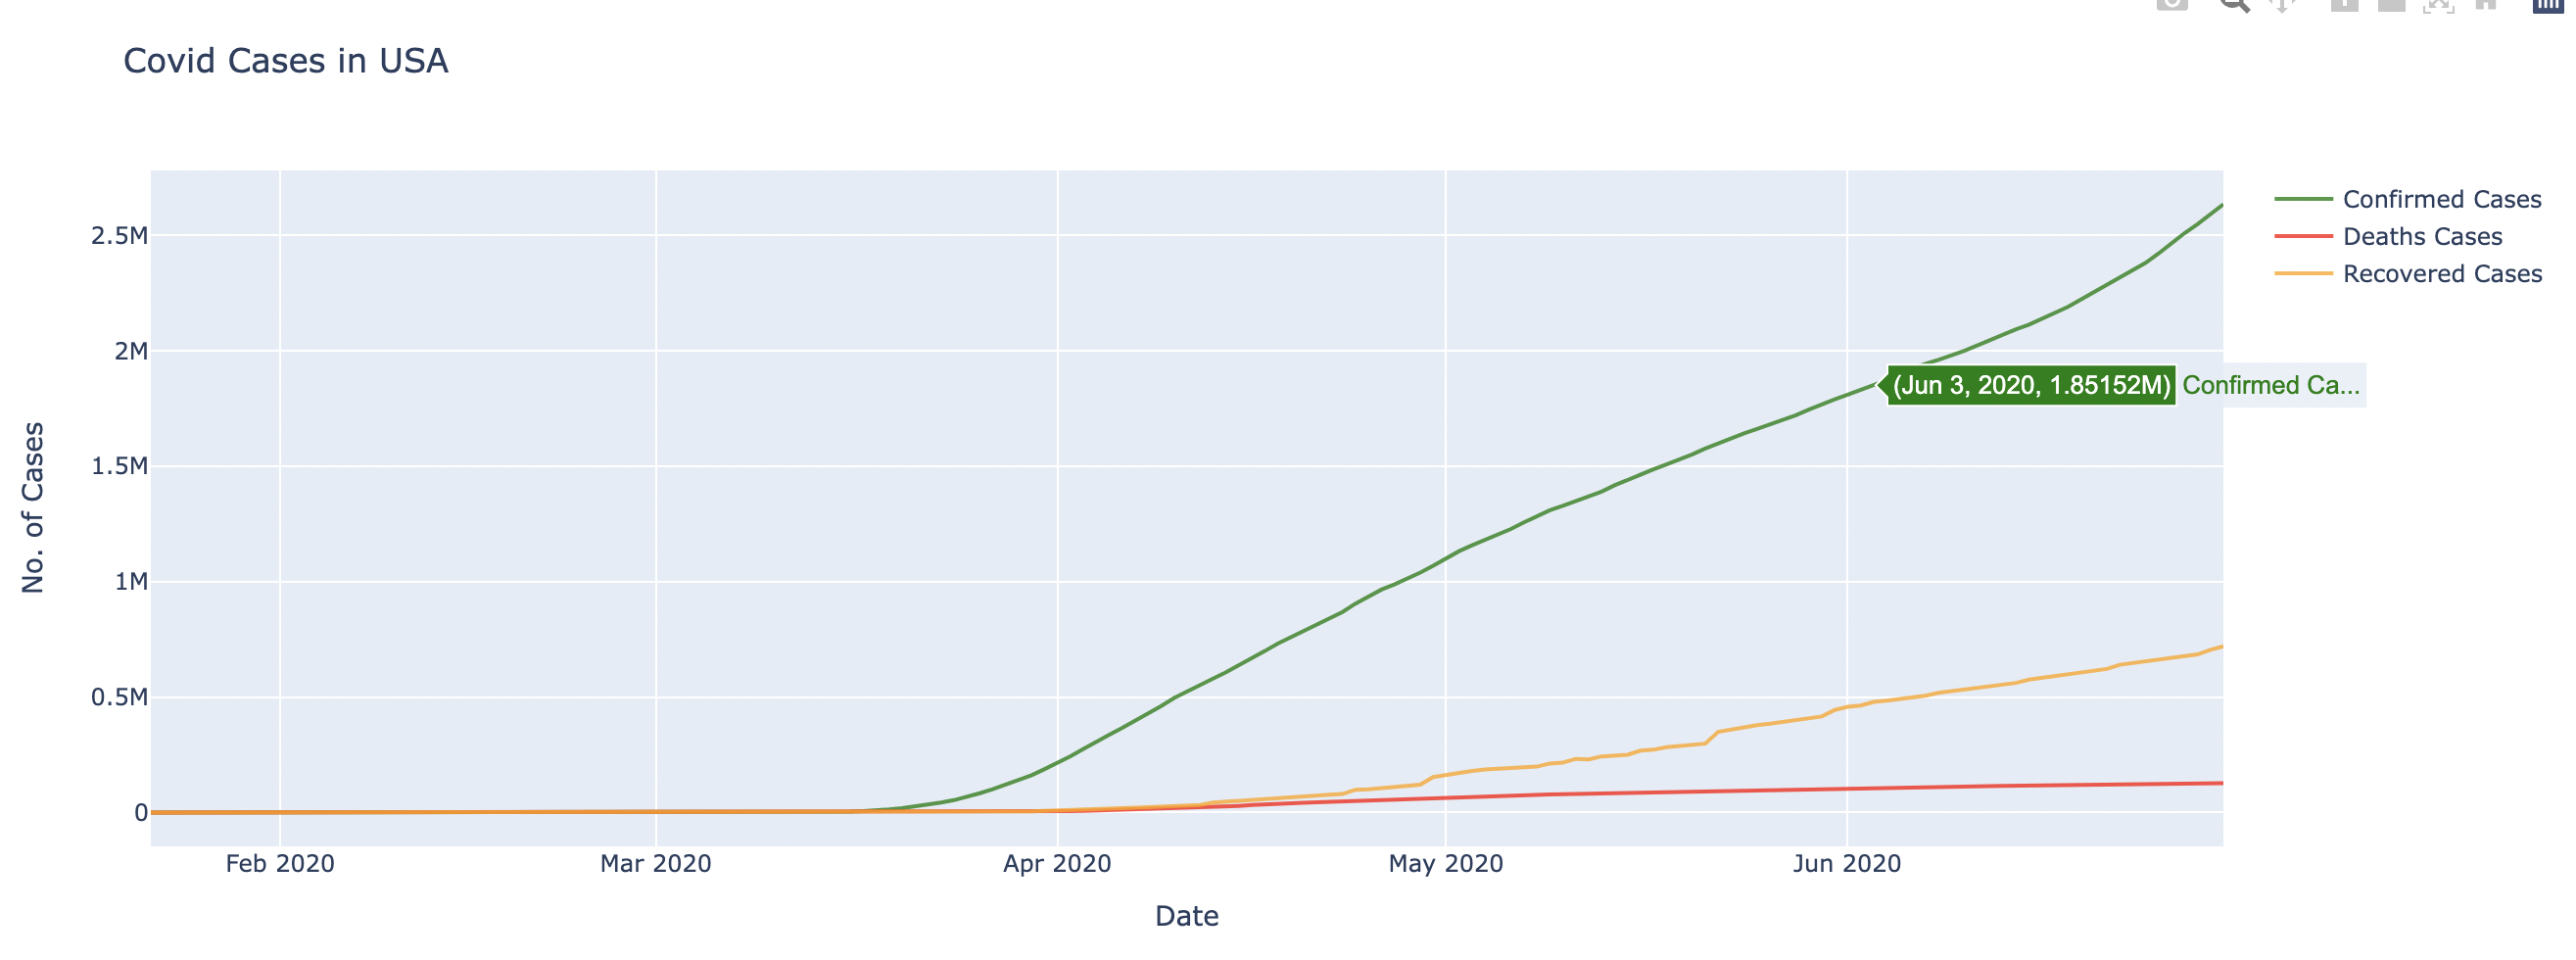 Covid Cases in USA
Confirmed Cases
Deaths Cases
Recovered Cases
2.5M
2M
1.5M
1M
0.5M
0
(Jun 3, 2020, 1.85152M) Confirmed Ca...
No. of Cases
Feb 2020 Mar 2020 Apr 2020 May 2020 Jun 2020
Date